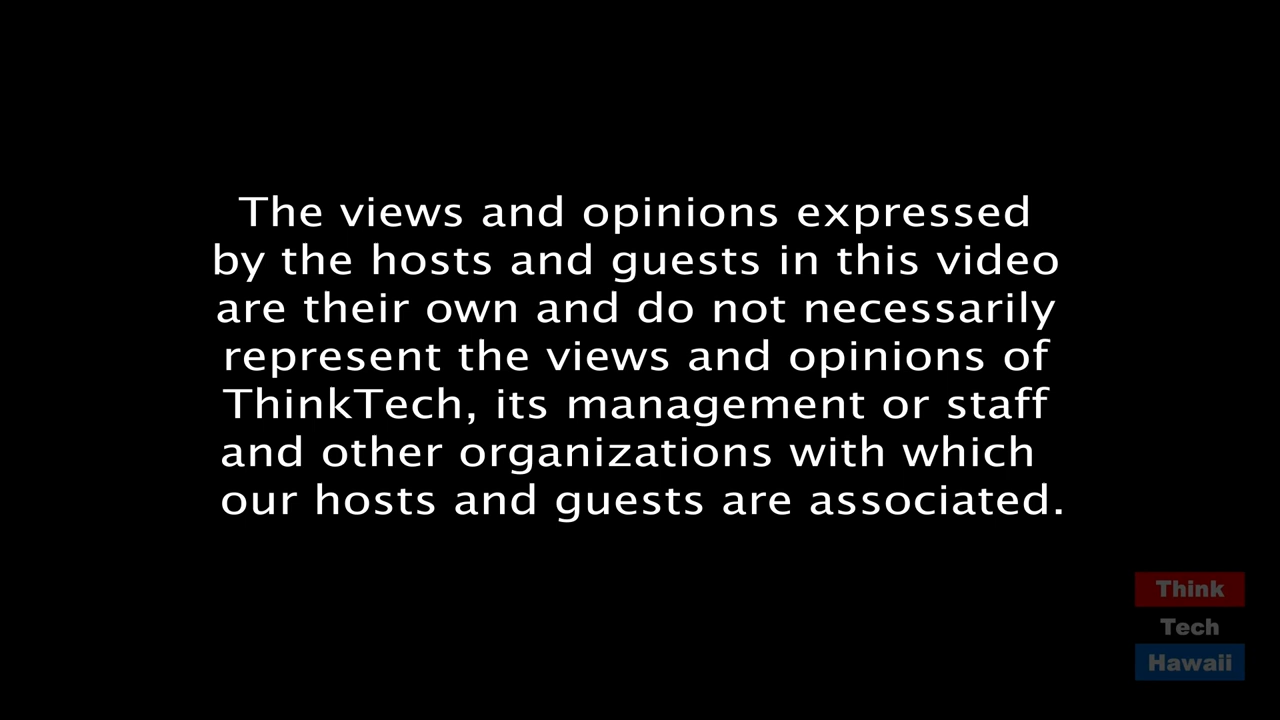 The views and opinions expressed
by the hosts and guests in this video
are their own and do not necessarily
represent the views and opinions of
ThinkTech, its management or staff
and other organizations with which
our hosts and guests are associated.
Think
Tech
Hawaii